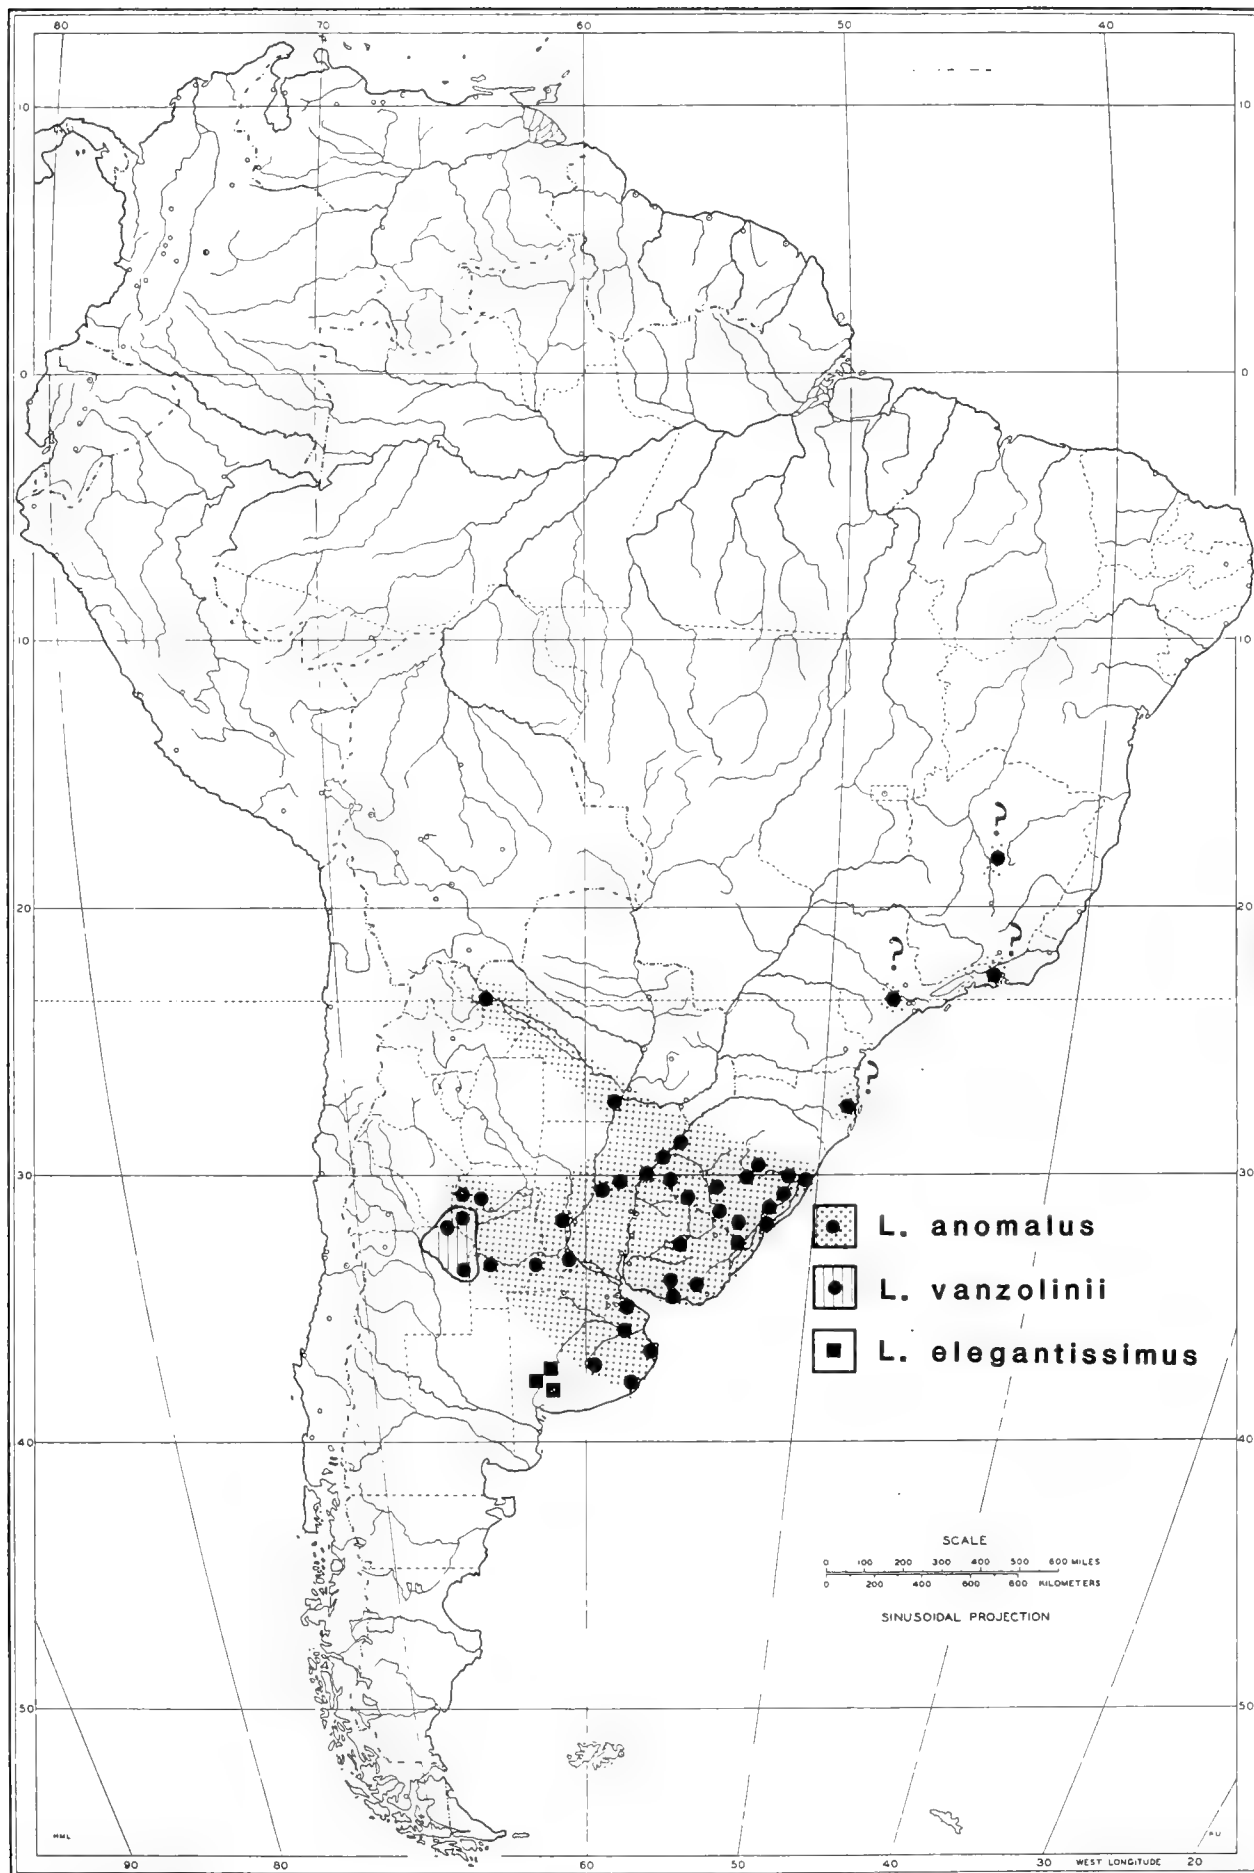 80 70 60 50 40
10 10
0 0
10 10
?
20 20
? ?
?
30 30
L. anomalus
L. vanzolinii
L. elegantissimus
40 40
SCALE
0 100 200 300 400 500 600 MILES
0 200 400 600 800 KILOMETERS
SINUSOIDAL PROJECTION
50 50
HML
90 80 60 40 30 WEST LONGITUDE 20